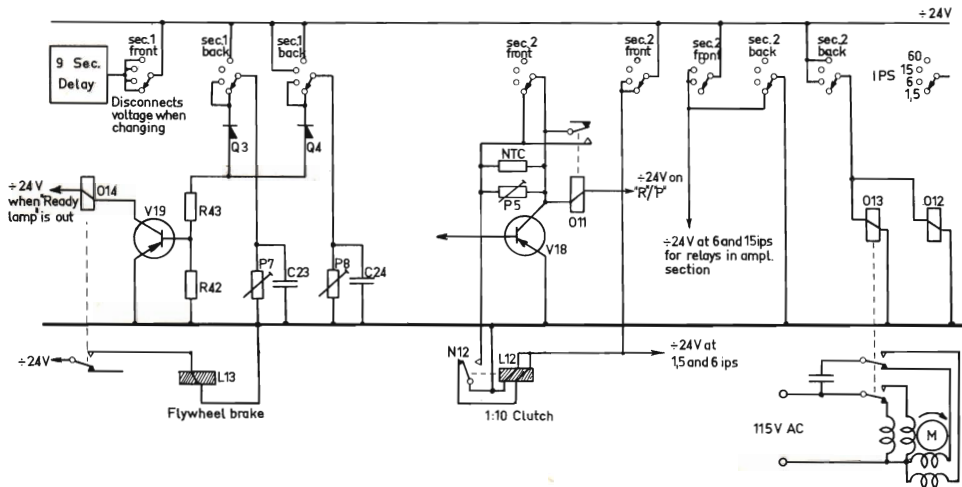 ÷24V
sec.1
front
9 Sec.
Delay
sec.1
back
sec.1
back
sec.2
front
sec.2
front
sec.2
front
sec.2
back
sec.2
back
IPS
60
15
6
1,5
Disconnects
voltage when
changing
Q3
Q4
÷24V
when "Ready
lamp" is out
O14
V19
R43
R42
P7
C23
P8
C24
NTC
P5
O11
V18
÷24V on
"R"/"P"
÷24V at 6 and 15ips
for relays in ampl.
section
O13
O12
÷24V
L13
Flywheel brake
N12
L12
1:10 Clutch
÷24V at
1,5 and 6 ips
115V AC
M